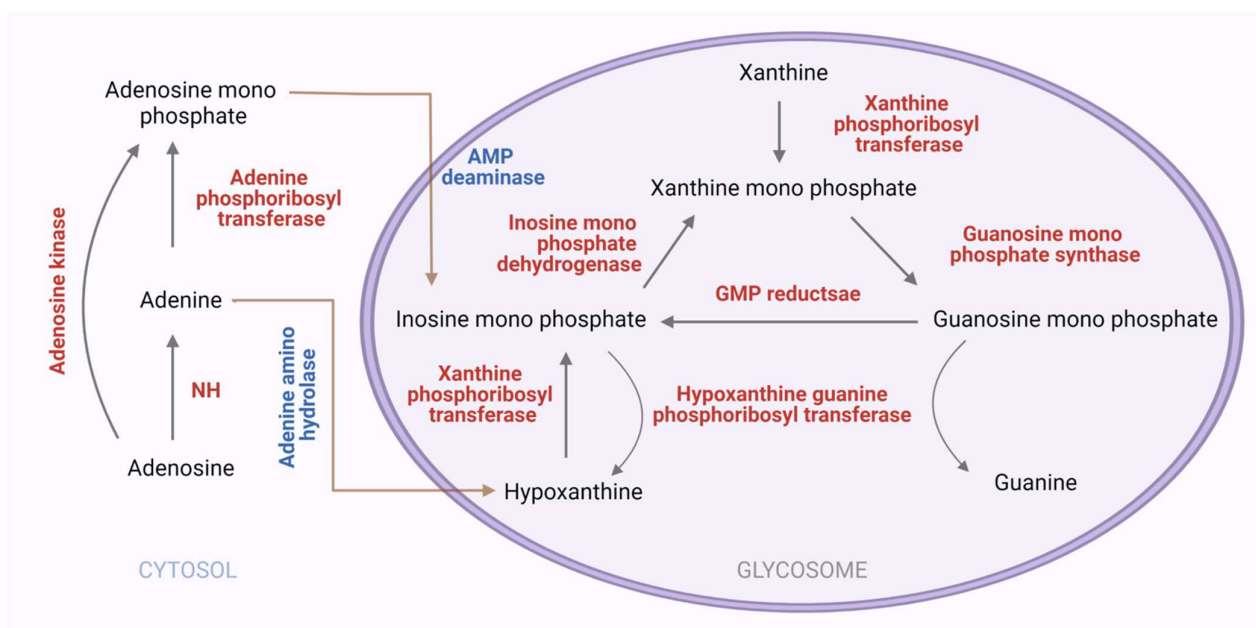 Adenosine mono
phosphate
Adenine
phosphoribosyl
transferase
Adenosine kinase
Adenine
NH
Adenosine
Adenine amino
hydrolase
CYTOSOL
AMP
deaminase
Xanthine
Xanthine
phosphoribosyl
transferase
Xanthine mono phosphate
Inosine mono
phosphate
dehydrogenase
Guanosine mono
phosphate synthase
GMP reductsae
Inosine mono phosphate
Guanosine mono phosphate
Xanthine
phosphoribosyl
transferase
Hypoxanthine guanine
phosphoribosyl transferase
Hypoxanthine
Guanine
GLYCOSOME